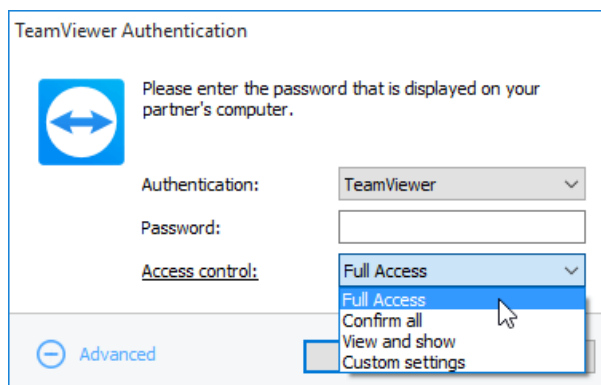 TeamViewer Authentication
Please enter the password that is displayed on your
partner's computer.
Authentication: TeamViewer
Password:
Access control: Full Access
Full Access
Confirm all
View and show
Custom settings
Advanced